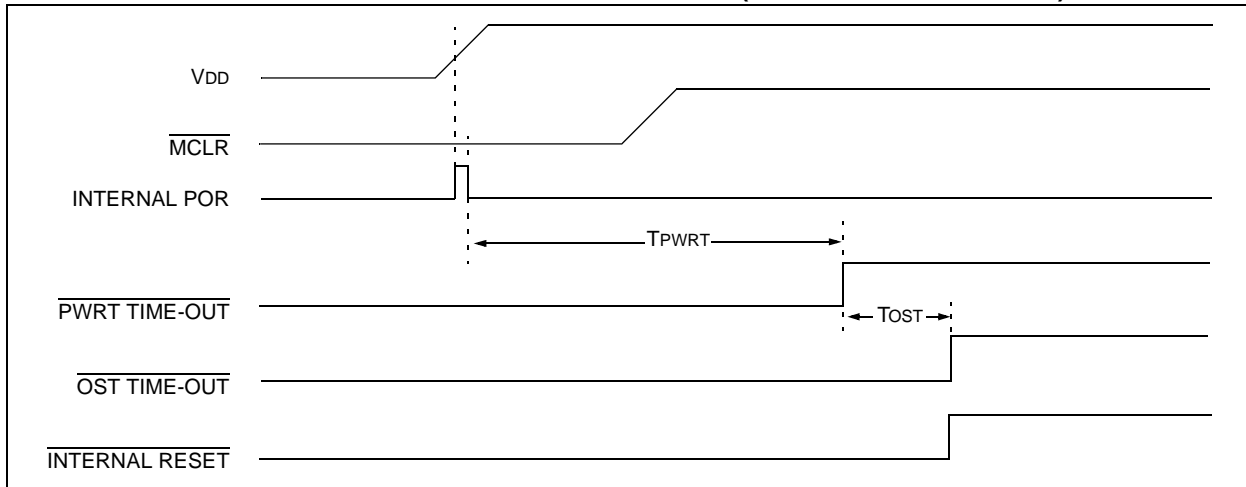 VDD
MCLR
INTERNAL POR
TPWRT
PWRT TIME-OUT
TOST
OST TIME-OUT
INTERNAL RESET